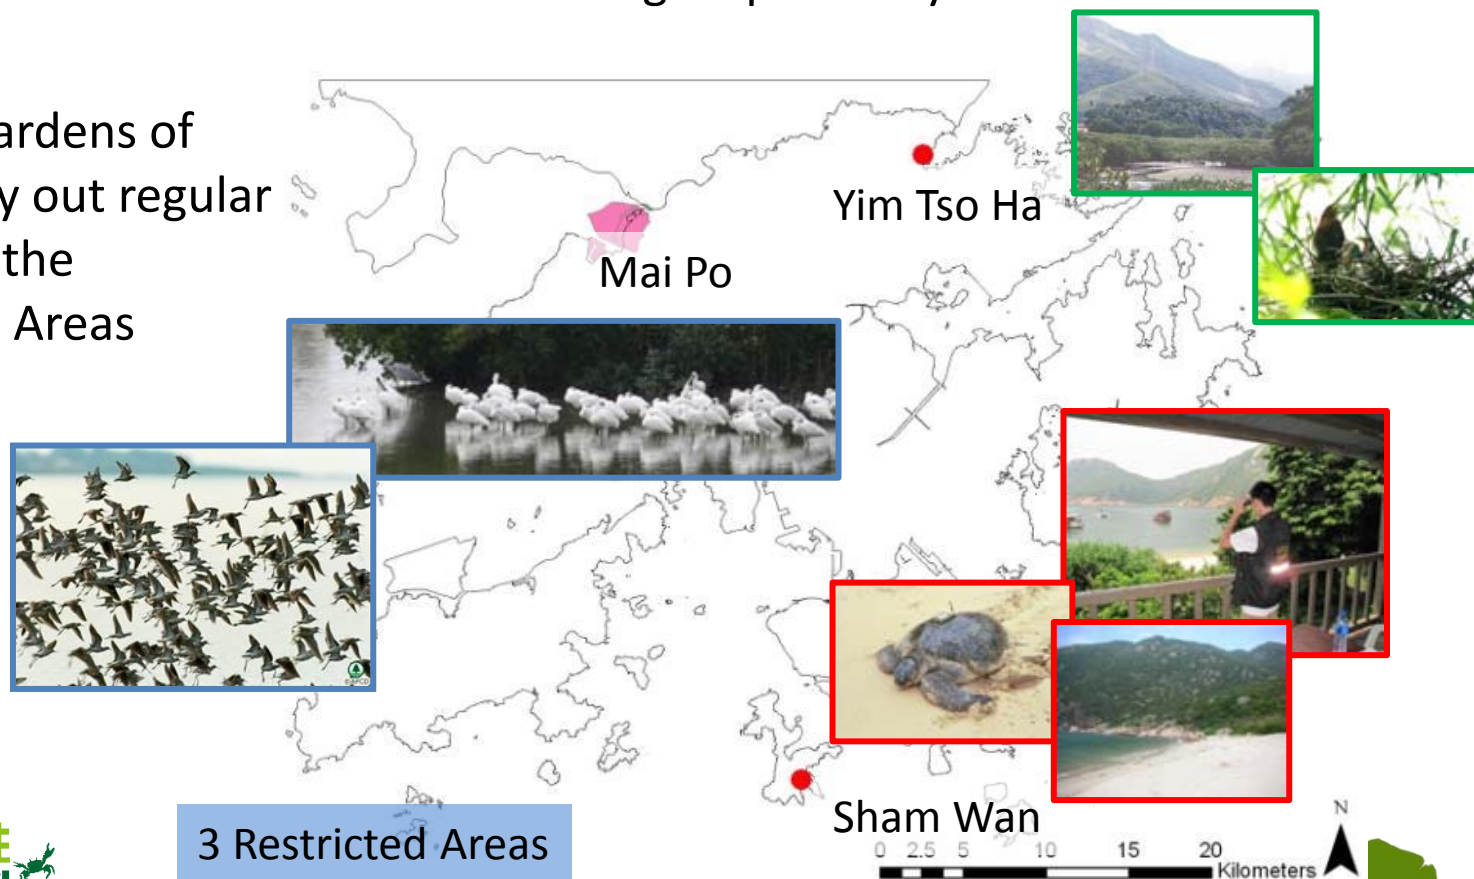 ardens of
y out regular
the
Areas
Yim Tso Ha
Mai Po
Sham Wan
3 Restricted Areas
N
0 2.5 5 10 15 20
Kilometers
©AFCD